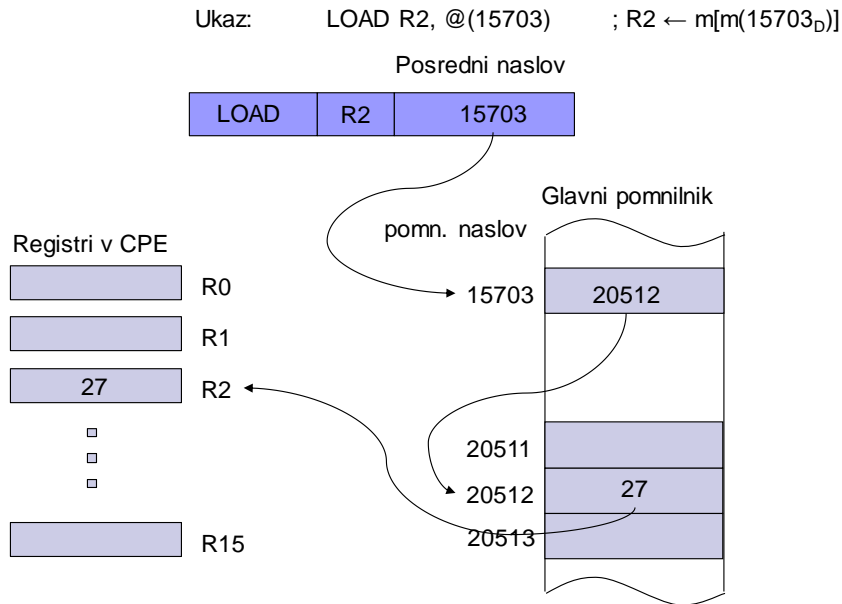 Ukaz: LOAD R2, @(15703) ; R2 ← m[m(15703D)]
Posredni naslov
LOAD R2 15703
Glavni pomnilnik
pomn. naslov
Registri v CPE
R0
15703 20512
R1
27 R2
20511
20512 27
R15
20513